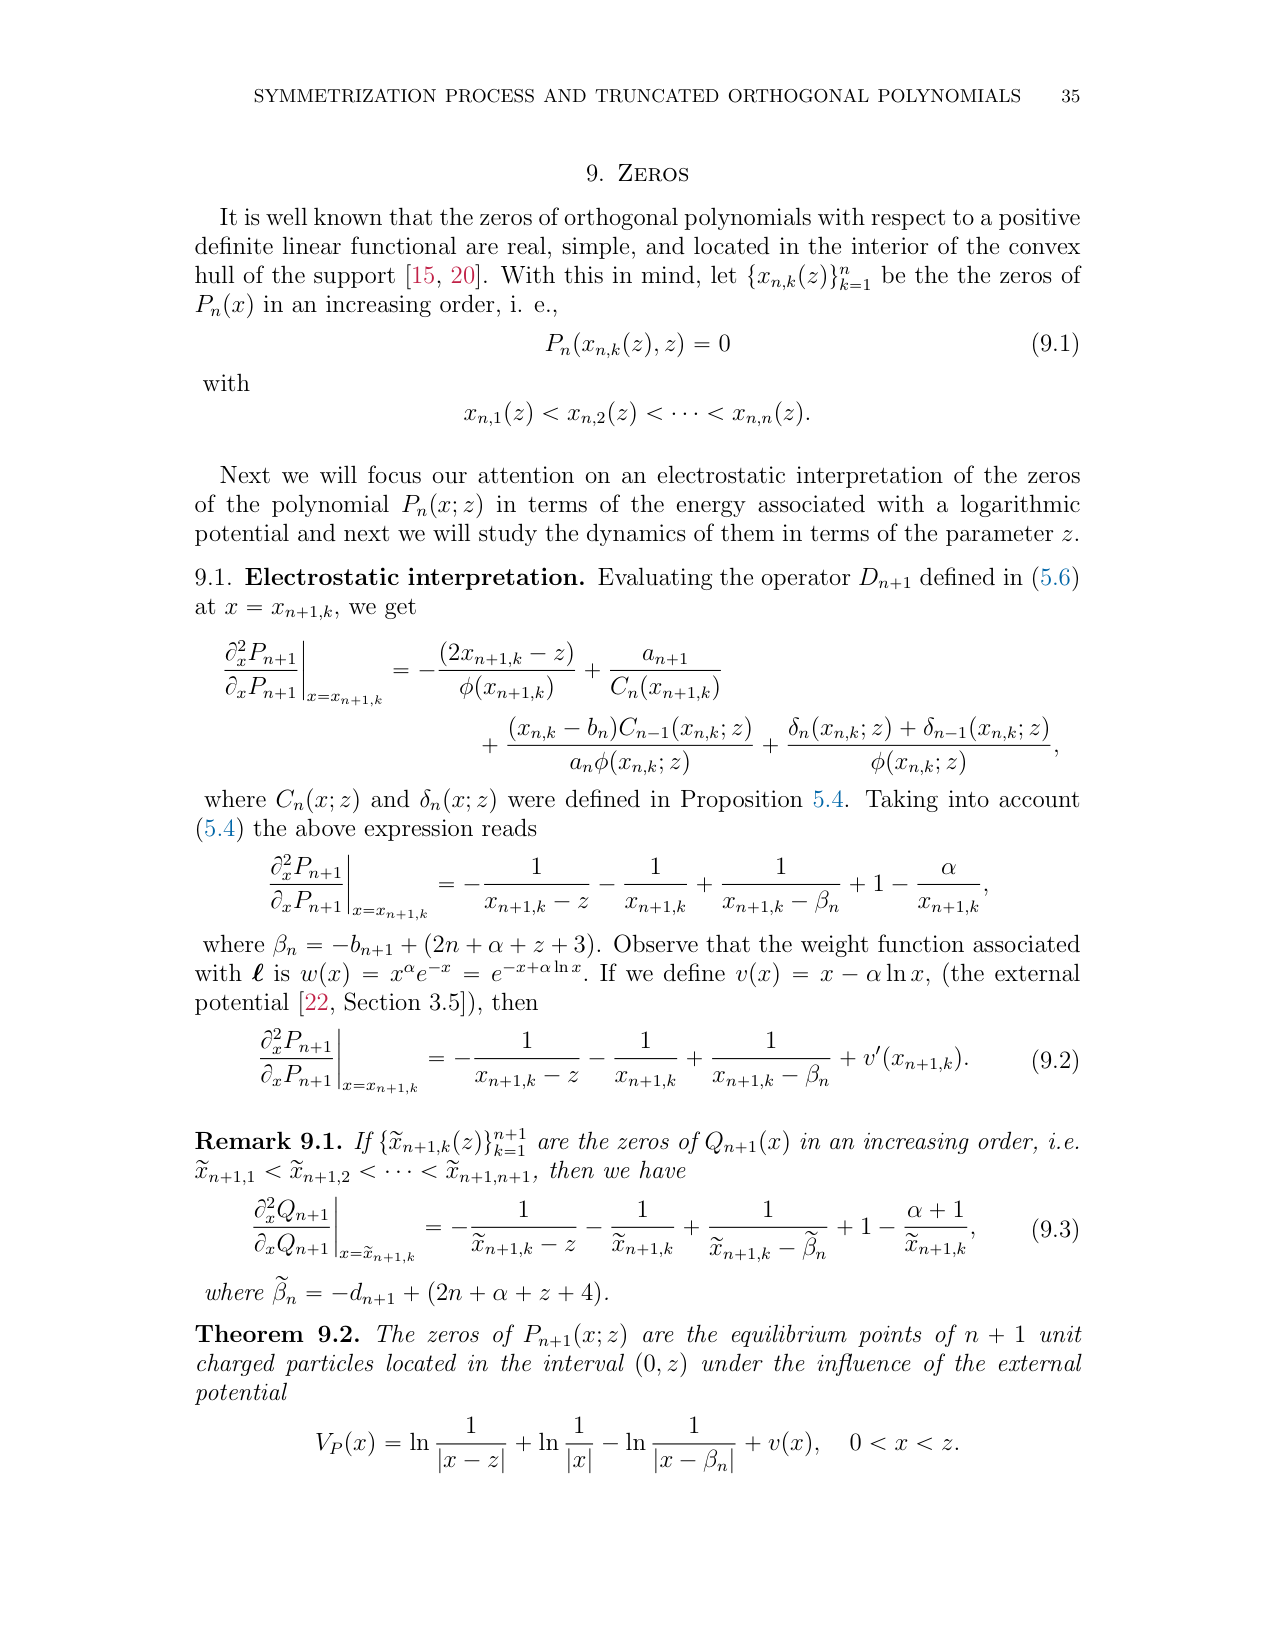 SYMMETRIZATION PROCESS AND TRUNCATED ORTHOGONAL POLYNOMIALS 35
9. Zeros
It is well known that the zeros of orthogonal polynomials with respect to a positive
definite linear functional are real, simple, and located in the interior of the convex
hull of the support [15, 20]. With this in mind, let $\{x_{n,k}(z)\}_{k=1}^{n}$ be the the zeros of
$P_n(x)$ in an increasing order, i. e.,
$P_n(x_{n,k}(z), z) = 0$ (9.1)
with
$x_{n,1}(z) < x_{n,2}(z) < \cdots < x_{n,n}(z).$
Next we will focus our attention on an electrostatic interpretation of the zeros
of the polynomial $P_n(x; z)$ in terms of the energy associated with a logarithmic
potential and next we will study the dynamics of them in terms of the parameter $z$.
9.1. Electrostatic interpretation. Evaluating the operator $D_{n+1}$ defined in (5.6)
at $x = x_{n+1,k}$, we get
$\left.\frac{\partial_x^2 P_{n+1}}{\partial_x P_{n+1}}\right|_{x=x_{n+1,k}} = -\frac{(2x_{n+1,k} - z)}{\phi(x_{n+1,k})} + \frac{a_{n+1}}{C_n(x_{n+1,k})}$
$+ \frac{(x_{n,k} - b_n)C_{n-1}(x_{n,k}; z)}{a_n\phi(x_{n,k}; z)} + \frac{\delta_n(x_{n,k}; z) + \delta_{n-1}(x_{n,k}; z)}{\phi(x_{n,k}; z)},$
where $C_n(x; z)$ and $\delta_n(x; z)$ were defined in Proposition 5.4. Taking into account
(5.4) the above expression reads
$\left.\frac{\partial_x^2 P_{n+1}}{\partial_x P_{n+1}}\right|_{x=x_{n+1,k}} = -\frac{1}{x_{n+1,k} - z} - \frac{1}{x_{n+1,k}} + \frac{1}{x_{n+1,k} - \beta_n} + 1 - \frac{\alpha}{x_{n+1,k}},$
where $\beta_n = -b_{n+1} + (2n + \alpha + z + 3)$. Observe that the weight function associated
with $\boldsymbol{\ell}$ is $w(x) = x^{\alpha}e^{-x} = e^{-x+\alpha \ln x}$. If we define $v(x) = x - \alpha \ln x$, (the external
potential [22, Section 3.5]), then
$\left.\frac{\partial_x^2 P_{n+1}}{\partial_x P_{n+1}}\right|_{x=x_{n+1,k}} = -\frac{1}{x_{n+1,k} - z} - \frac{1}{x_{n+1,k}} + \frac{1}{x_{n+1,k} - \beta_n} + v'(x_{n+1,k}).$ (9.2)
Remark 9.1. If $\{\widetilde{x}_{n+1,k}(z)\}_{k=1}^{n+1}$ are the zeros of $Q_{n+1}(x)$ in an increasing order, i.e.
$\widetilde{x}_{n+1,1} < \widetilde{x}_{n+1,2} < \cdots < \widetilde{x}_{n+1,n+1}$, then we have
$\left.\frac{\partial_x^2 Q_{n+1}}{\partial_x Q_{n+1}}\right|_{x=\widetilde{x}_{n+1,k}} = -\frac{1}{\widetilde{x}_{n+1,k} - z} - \frac{1}{\widetilde{x}_{n+1,k}} + \frac{1}{\widetilde{x}_{n+1,k} - \widetilde{\beta}_n} + 1 - \frac{\alpha + 1}{\widetilde{x}_{n+1,k}},$ (9.3)
where $\widetilde{\beta}_n = -d_{n+1} + (2n + \alpha + z + 4)$.
Theorem 9.2. The zeros of $P_{n+1}(x; z)$ are the equilibrium points of $n + 1$ unit
charged particles located in the interval $(0, z)$ under the influence of the external
potential
$V_P(x) = \ln \frac{1}{|x - z|} + \ln \frac{1}{|x|} - \ln \frac{1}{|x - \beta_n|} + v(x), \quad 0 < x < z.$